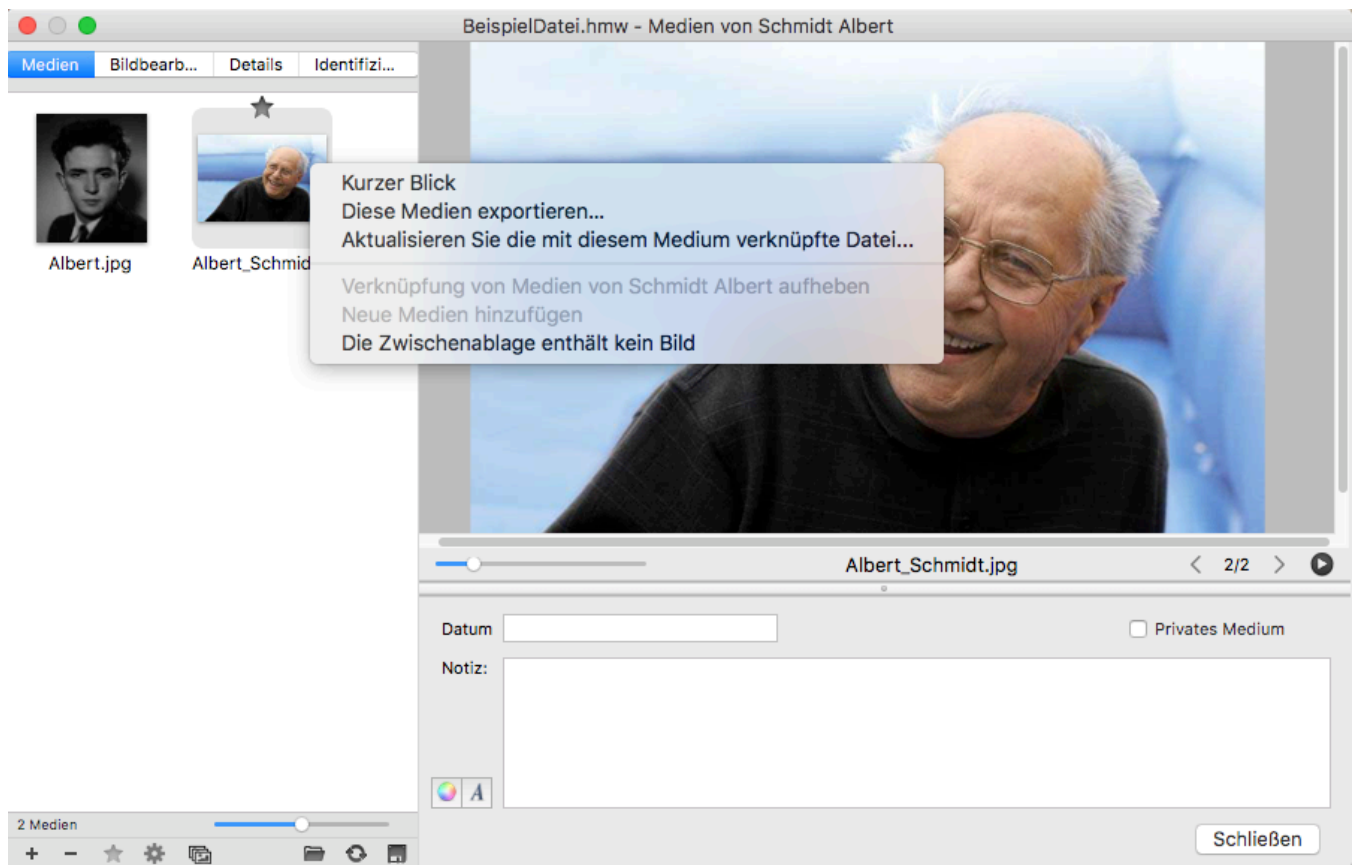 BeispielDatei.hmw - Medien von Schmidt Albert
Medien
Bildbearb...
Details
Identifizi...
Albert.jpg
Albert_Schmid
Kurzer Blick
Diese Medien exportieren...
Aktualisieren Sie die mit diesem Medium verknüpfte Datei...
Verknüpfung von Medien von Schmidt Albert aufheben
Neue Medien hinzufügen
Die Zwischenablage enthält kein Bild
Albert_Schmidt.jpg
2/2
Datum
Privates Medium
Notiz:
A
2 Medien
Schließen